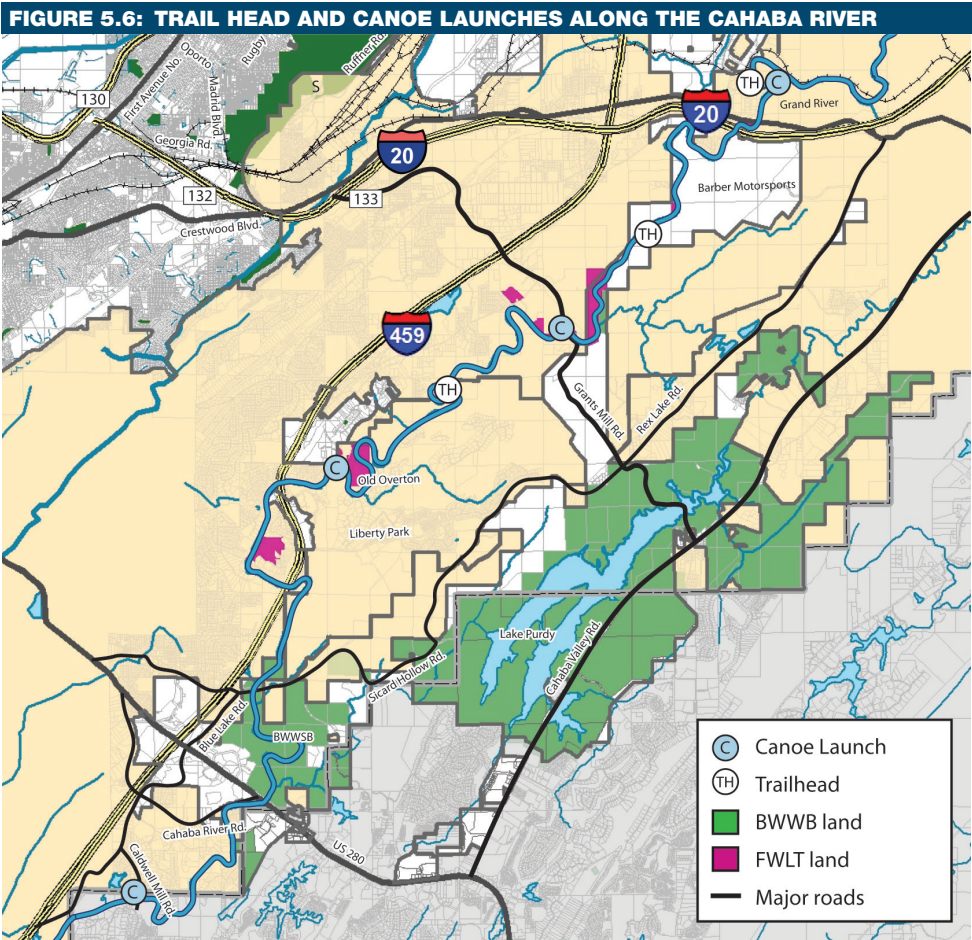 FIGURE 5.6: TRAIL HEAD AND CANOE LAUNCHES ALONG THE CAHABA RIVER
Oporto
Madrid Blvd.
Rugby
Ruffner Rd.
First Avenue No.
S
130
Georgia Rd.
132
133
Crestwood Blvd.
20
20
TH
C
Grand River
Barber Motorsports
TH
459
C
TH
Grants Mill Rd.
Rex Lake Rd.
C
Old Overton
Liberty Park
Lake Purdy
Cahaba Valley Rd.
Sicard Hollow Rd.
Blue Lake Rd.
BWWSB
Cahaba River Rd.
US 280
Caldwell Mill Rd.
C
C Canoe Launch
TH Trailhead
BWWB land
FWLT land
Major roads